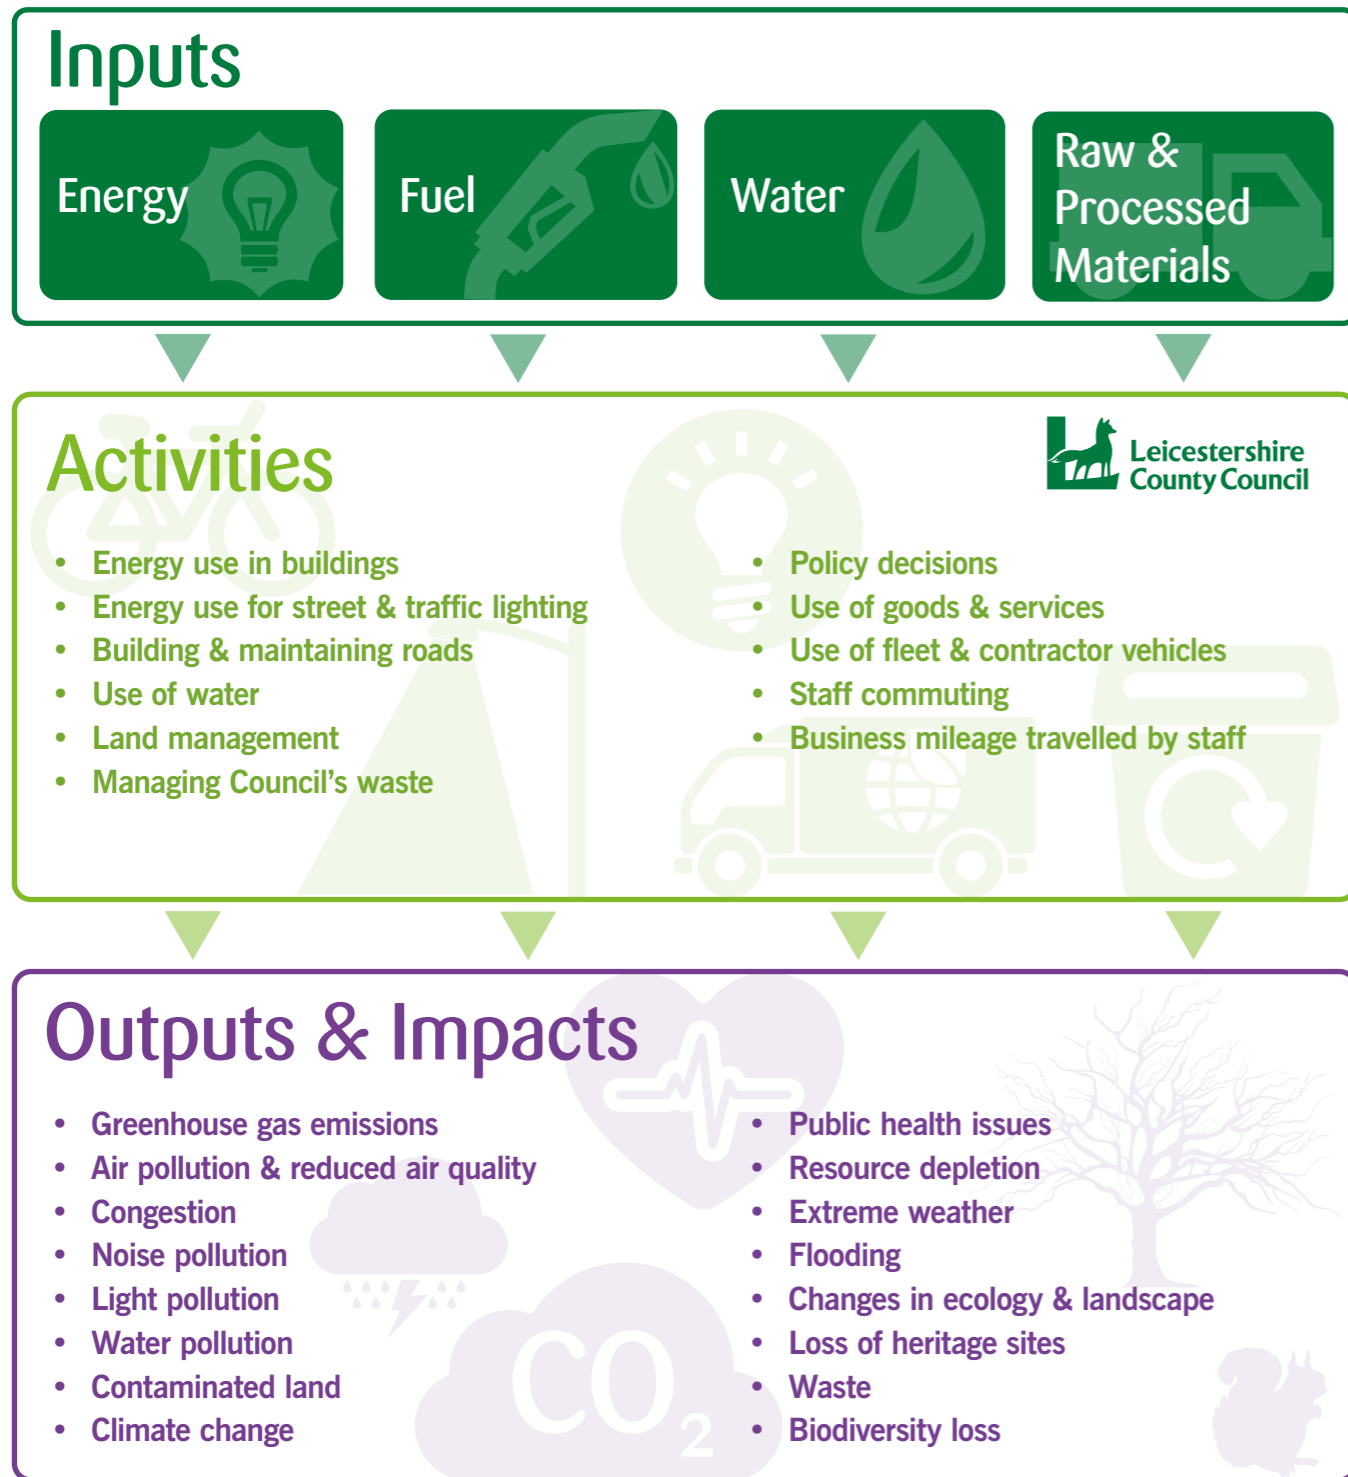 Inputs
Energy
Fuel
Water
Raw &
Processed
Materials
Activities
Leicestershire
County Council
• Energy use in buildings
• Energy use for street & traffic lighting
• Building & maintaining roads
• Use of water
• Land management
• Managing Council’s waste
• Policy decisions
• Use of goods & services
• Use of fleet & contractor vehicles
• Staff commuting
• Business mileage travelled by staff
Outputs & Impacts
• Greenhouse gas emissions
• Air pollution & reduced air quality
• Congestion
• Noise pollution
• Light pollution
• Water pollution
• Contaminated land
• Climate change
• Public health issues
• Resource depletion
• Extreme weather
• Flooding
• Changes in ecology & landscape
• Loss of heritage sites
• Waste
• Biodiversity loss
CO2